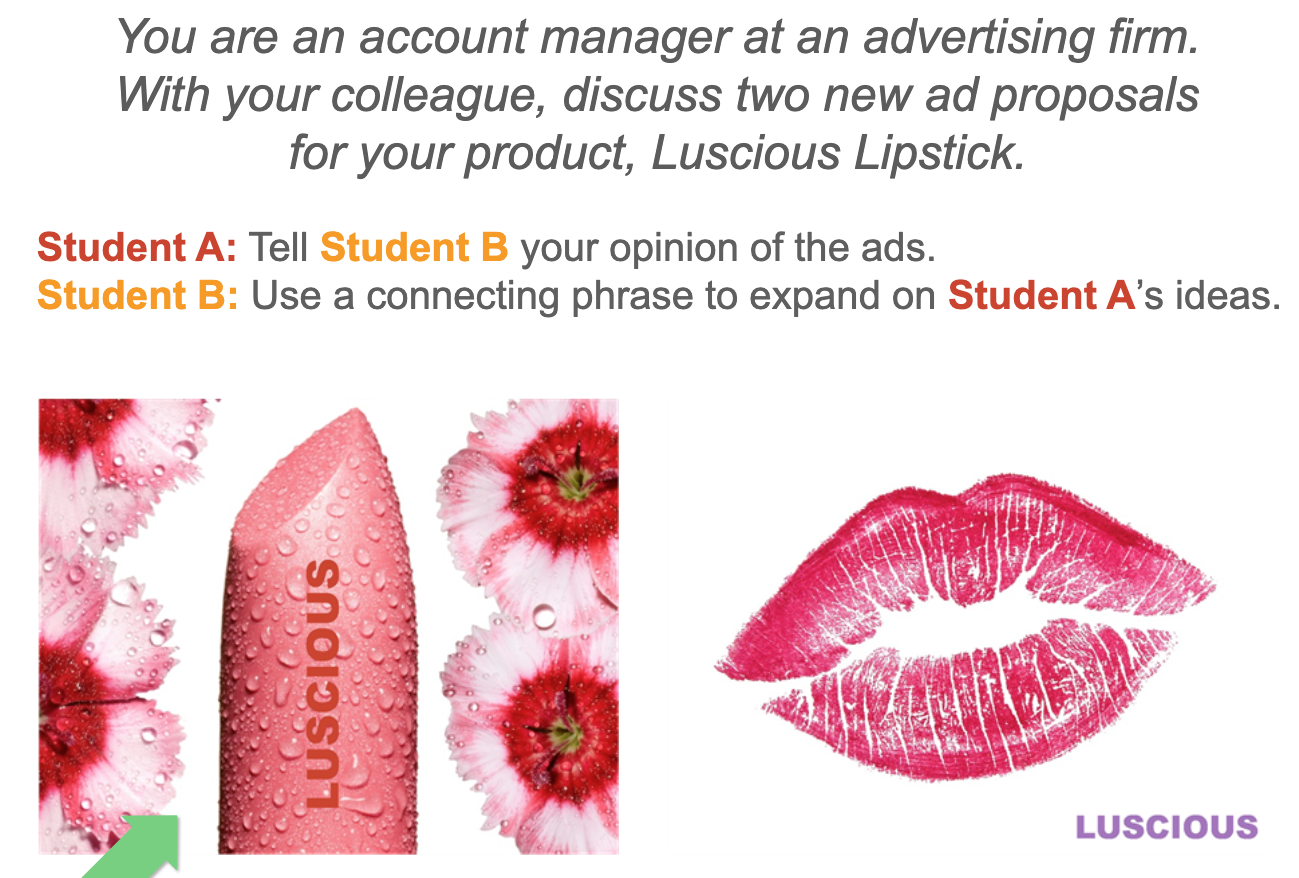 You are an account manager at an advertising firm.
With your colleague, discuss two new ad proposals
for your product, Luscious Lipstick.
Student A: Tell Student B your opinion of the ads.
Student B: Use a connecting phrase to expand on Student A’s ideas.
LUSCIOUS
LUSCIOUS